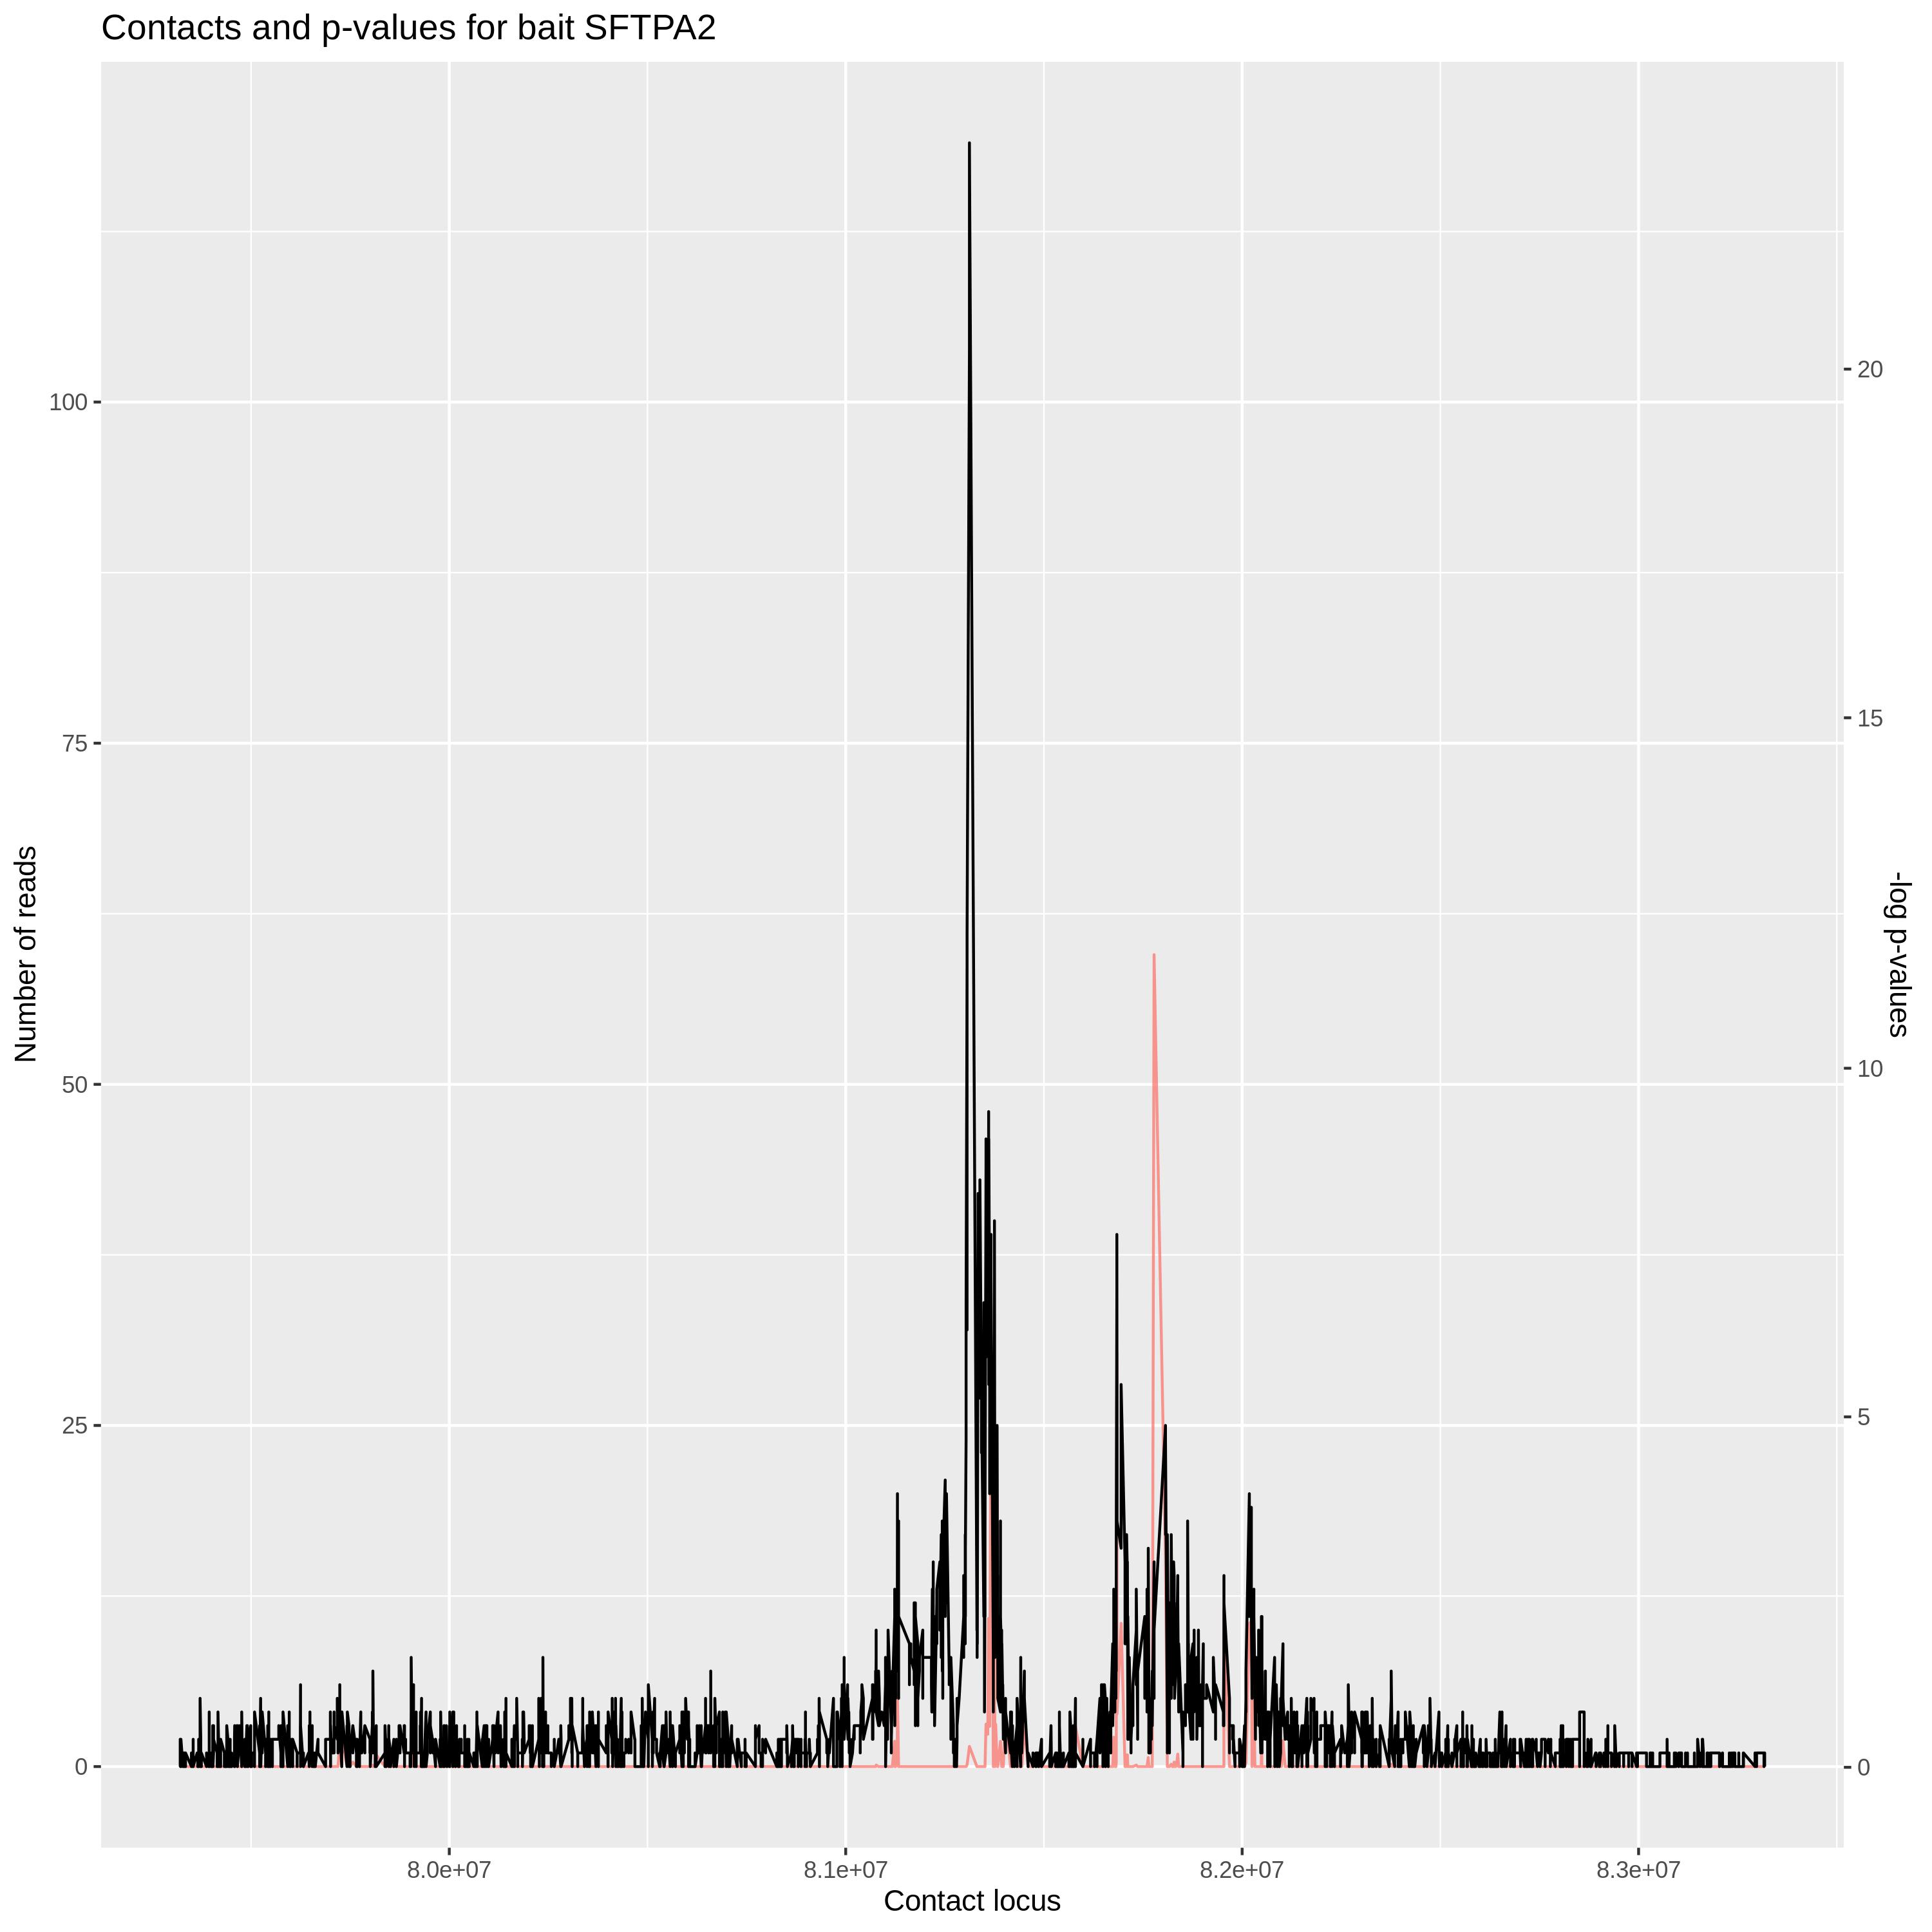 Contacts and p-values for bait SFTPA2
100
75
50
25
0
Number of reads
20
15
10
5
0
-log p-values
8.0e+07
8.1e+07
8.2e+07
8.3e+07
Contact locus